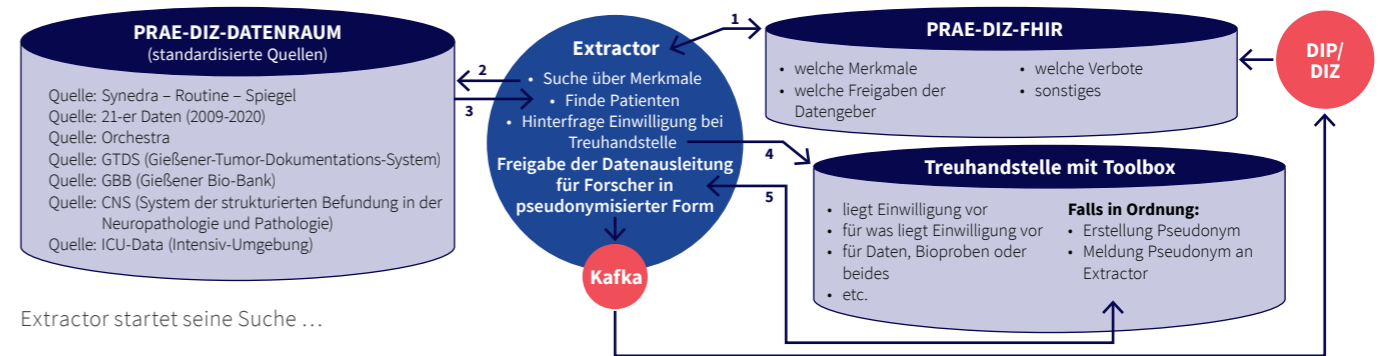 PRAE-DIZ-DATENRAUM
(standardisierte Quellen)
Quelle: Synedra – Routine – Spiegel
Quelle: 21-er Daten (2009-2020)
Quelle: Orchestra
Quelle: GTDS (Gießener-Tumor-Dokumentations-System)
Quelle: GBB (Gießener Bio-Bank)
Quelle: CNS (System der strukturierten Befundung in der
Neuropathologie und Pathologie)
Quelle: ICU-Data (Intensiv-Umgebung)
Extractor startet seine Suche …
2
3
Extractor
• Suche über Merkmale
• Finde Patienten
• Hinterfrage Einwilligung bei
Treuhandstelle
Freigabe der Datenausleitung
für Forscher in
pseudonymisierter Form
Kafka
1
4
5
PRAE-DIZ-FHIR
• welche Merkmale
• welche Freigaben der
Datengeber
• welche Verbote
• sonstiges
DIP/
DIZ
Treuhandstelle mit Toolbox
• liegt Einwilligung vor
• für was liegt Einwilligung vor
• für Daten, Bioproben oder
beides
• etc.
Falls in Ordnung:
• Erstellung Pseudonym
• Meldung Pseudonym an
Extractor